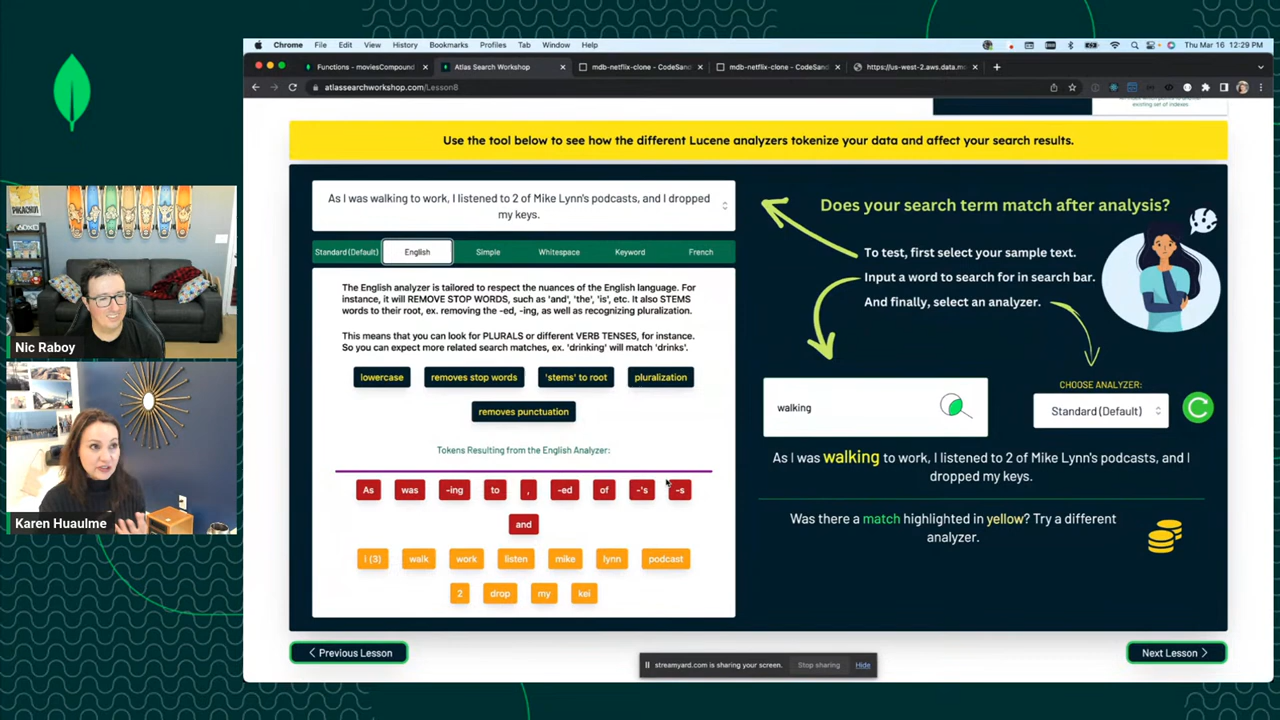 Chrome File Edit View History Bookmarks Profiles Tab Window Help
Thu Mar 16 12:29 PM
Functions - moviesCompound
Atlas Search Workshop
mdb-netflix-clone - CodeSand
mdb-netflix-clone - CodeSand
https://us-west-2.aws.data.m
atlassearchworkshop.com/Lesson8
existing set of indexes
Use the tool below to see how the different Lucene analyzers tokenize your data and affect your search results.
As I was walking to work, I listened to 2 of Mike Lynn's podcasts, and I dropped
my keys.
Standard (Default) English Simple Whitespace Keyword French
The English analyzer is tailored to respect the nuances of the English language. For
instance, it will REMOVE STOP WORDS, such as 'and', 'the', 'is', etc. It also STEMS
words to their root, ex. removing the -ed, -ing, as well as recognizing pluralization.
This means that you can look for PLURALS or different VERB TENSES, for instance.
So you can expect more related search matches, ex. 'drinking' will match 'drinks'.
lowercase removes stop words 'stems' to root pluralization
removes punctuation
Tokens Resulting from the English Analyzer:
As was -ing to , -ed of -'s -s
and
i (3) walk work listen mike lynn podcast
2 drop my kei
Does your search term match after analysis?
To test, first select your sample text.
Input a word to search for in search bar.
And finally, select an analyzer.
CHOOSE ANALYZER:
walking
Standard (Default)
As I was walking to work, I listened to 2 of Mike Lynn's podcasts, and I
dropped my keys.
Was there a match highlighted in yellow? Try a different
analyzer.
Previous Lesson
Next Lesson
streamyard.com is sharing your screen. Stop sharing Hide
PIKACHU
Nic Raboy
Karen Huaulme